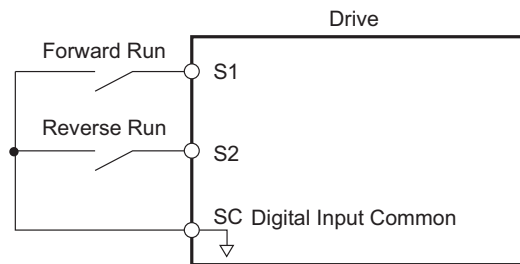 Drive
Forward Run
S1
Reverse Run
S2
SC Digital Input Common